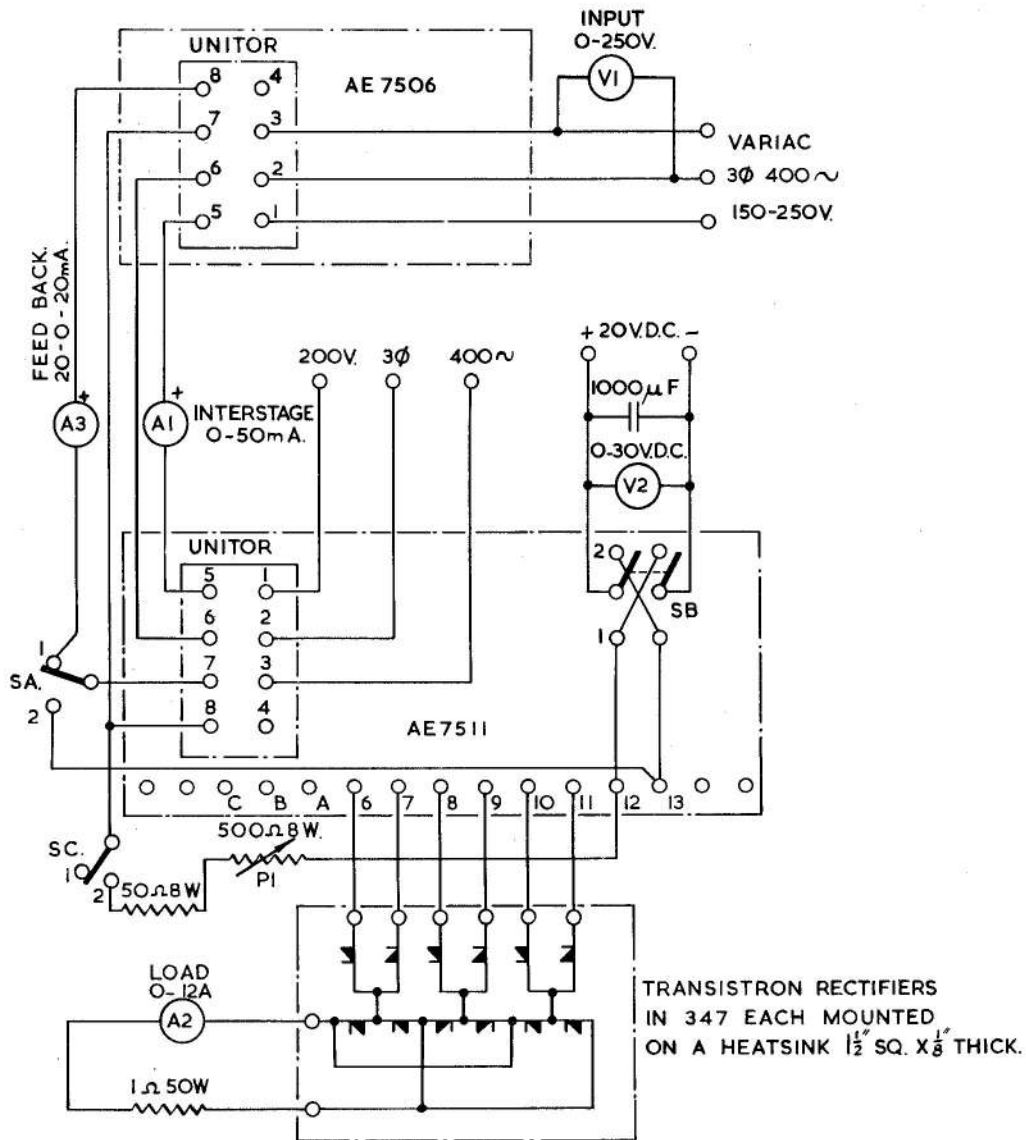 INPUT
0-250V.
V1
UNITOR
AE 7506
8 4
7 3
6 2
5 1
VARIAC
3Ø 400~
150-250V.
FEED BACK.
20-0-20mA.
+
A3
+
A1
INTERSTAGE
0-50mA.
200V. 3Ø 400~
+ 20V.D.C. -
1000µF
0-30V.D.C.
V2
UNITOR
5 1
6 2
7 3
8 4
AE7511
2
SB
1
1
SA.
2
C B A 6 7 8 9 10 11 12 13
SC.
1
2
50Ω8W
500Ω8W.
P1
LOAD
0-12A
A2
1Ω 50W
TRANSISTRON RECTIFIERS
IN 347 EACH MOUNTED
ON A HEATSINK 1½" SQ. X ⅛" THICK.